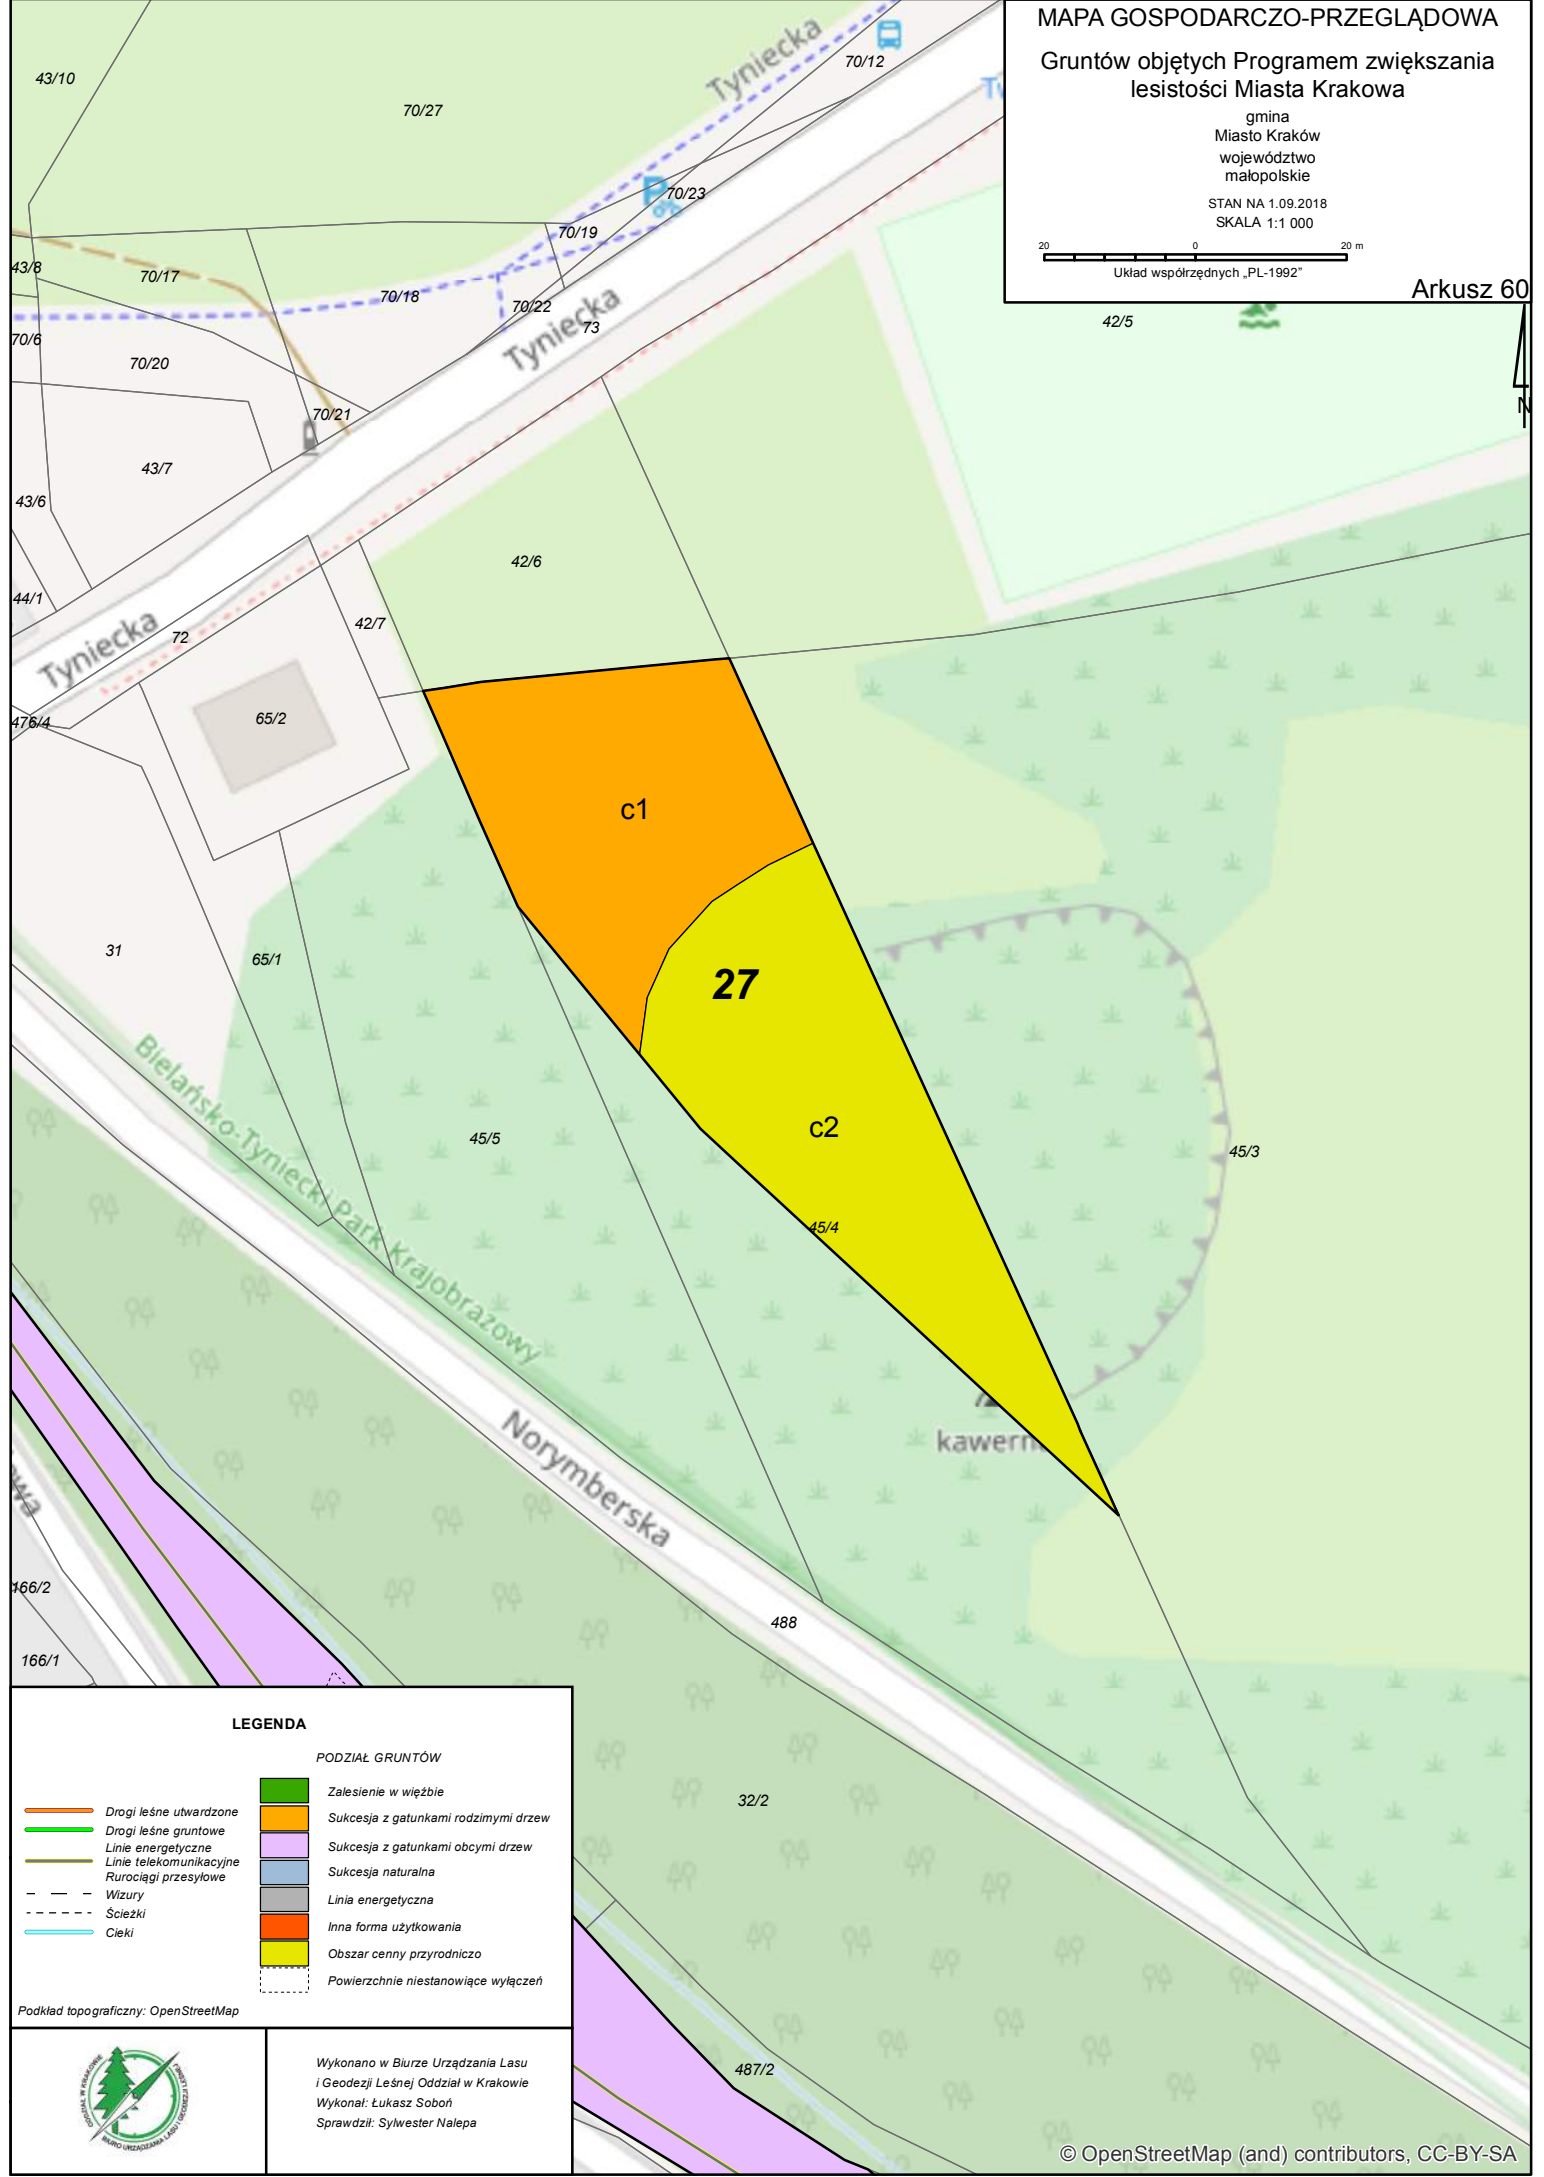 MAPA GOSPODARCZO-PRZEGLĄDOWA
Gruntów objętych Programem zwiększania
lesistości Miasta Krakowa
gmina
Miasto Kraków
województwo
małopolskie
STAN NA 1.09.2018
SKALA 1:1 000
20 0 20 m
Układ współrzędnych „PL-1992”
Arkusz 60
N
43/10
70/27
Tyniecka
70/12
70/23
70/19
43/8
70/17
70/18
70/22
73
Tyniecka
42/5
70/6
70/20
70/21
43/7
43/6
42/6
44/1
42/7
72
Tyniecka
65/2
476/4
c1
31
65/1
27
Bielańsko-Tyniecki Park Krajobrazowy
45/5
c2
45/3
45/4
Norymberska
488
166/2
166/1
32/2
487/2
LEGENDA
PODZIAŁ GRUNTÓW
Drogi leśne utwardzone
Drogi leśne gruntowe
Linie energetyczne
Linie telekomunikacyjne
Rurociągi przesyłowe
Wizury
Ścieżki
Cieki
Zalesienie w więźbie
Sukcesja z gatunkami rodzimymi drzew
Sukcesja z gatunkami obcymi drzew
Sukcesja naturalna
Linia energetyczna
Inna forma użytkowania
Obszar cenny przyrodniczo
Powierzchnie niestanowiące wyłączeń
Podkład topograficzny: OpenStreetMap
ODDZIAŁ W KRAKOWIE
BIURO URZĄDZANIA LASU I GEODEZJI LEŚNEJ
Wykonano w Biurze Urządzania Lasu
i Geodezji Leśnej Oddział w Krakowie
Wykonał: Łukasz Soboń
Sprawdził: Sylwester Nalepa
© OpenStreetMap (and) contributors, CC-BY-SA